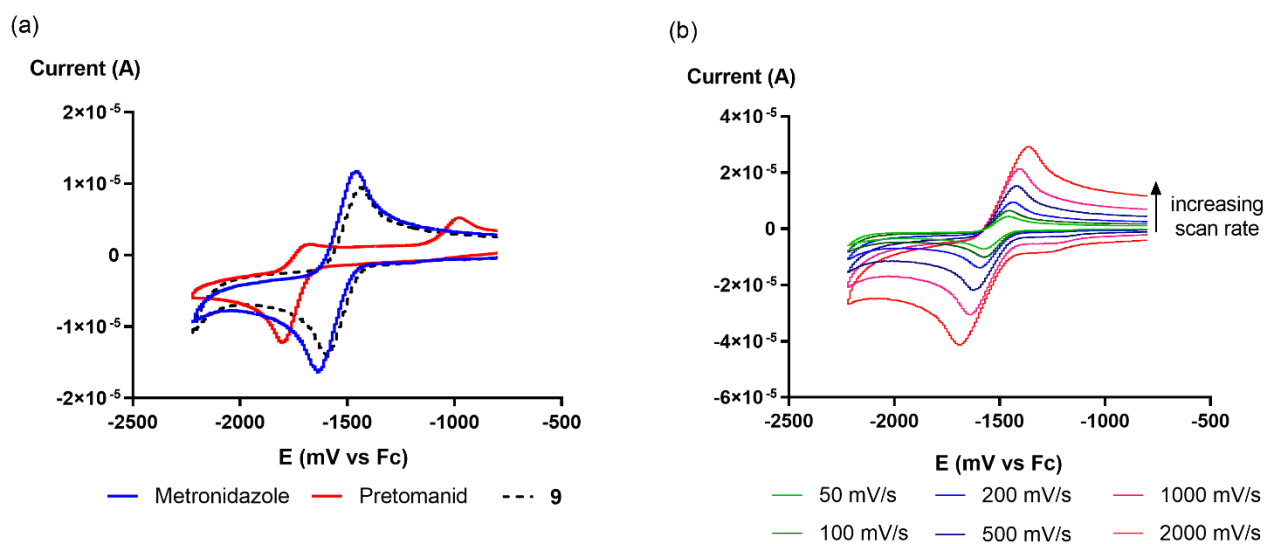 (a)
Current (A)
2×10⁻⁵
1×10⁻⁵
0
-1×10⁻⁵
-2×10⁻⁵
-2500 -2000 -1500 -1000 -500
E (mV vs Fc)
Metronidazole Pretomanid 9
(b)
Current (A)
4×10⁻⁵
2×10⁻⁵
0
-2×10⁻⁵
-4×10⁻⁵
-6×10⁻⁵
increasing
scan rate
-2500 -2000 -1500 -1000 -500
E (mV vs Fc)
50 mV/s 200 mV/s 1000 mV/s
100 mV/s 500 mV/s 2000 mV/s